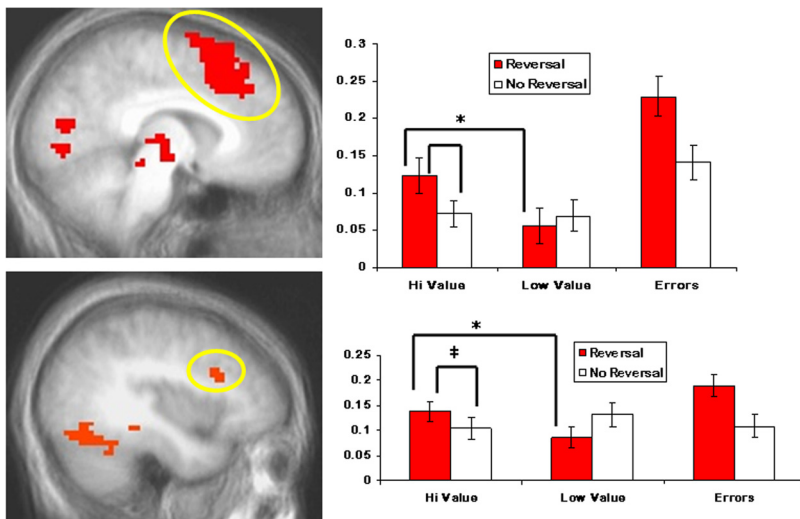 0.3
Reversal
0.25
No Reversal
0.2
*
0.15
0.1
0.05
0
Hi Value Low Value Errors
*
0.25
Reversal
0.2
‡
No Reversal
0.15
0.1
0.05
0
Hi Value Low Value Errors